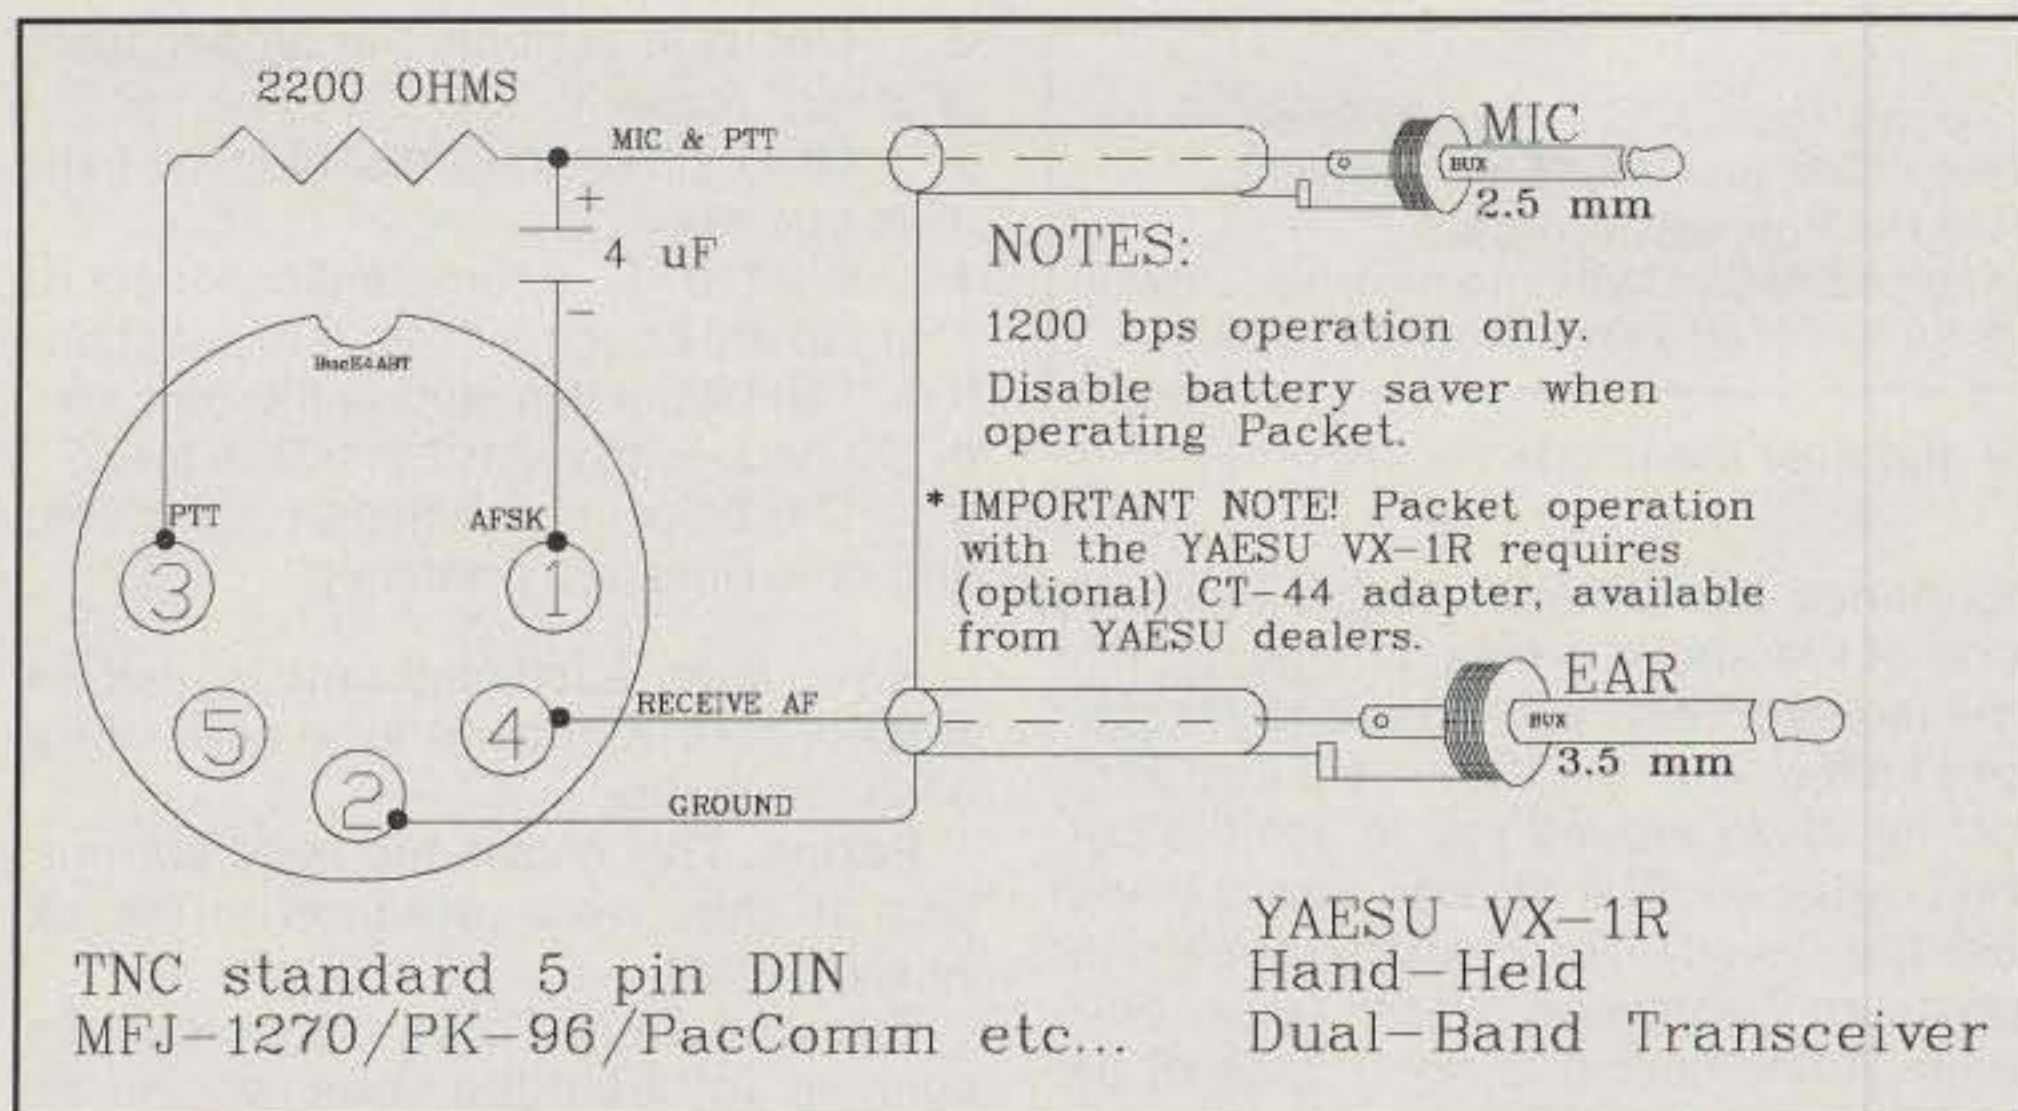 2200 OHMS
MIC & PTT
MIC
BUX
2.5 mm
+
4 uF
−
NOTES:
1200 bps operation only.
Disable battery saver when
operating Packet.
* IMPORTANT NOTE! Packet operation
with the YAESU VX-1R requires
(optional) CT-44 adapter, available
from YAESU dealers.
PTT
AFSK
3
1
5
4
2
RECEIVE AF
GROUND
EAR
BUX
3.5 mm
TNC standard 5 pin DIN
MFJ-1270/PK-96/PacComm etc...
YAESU VX-1R
Hand-Held
Dual-Band Transceiver